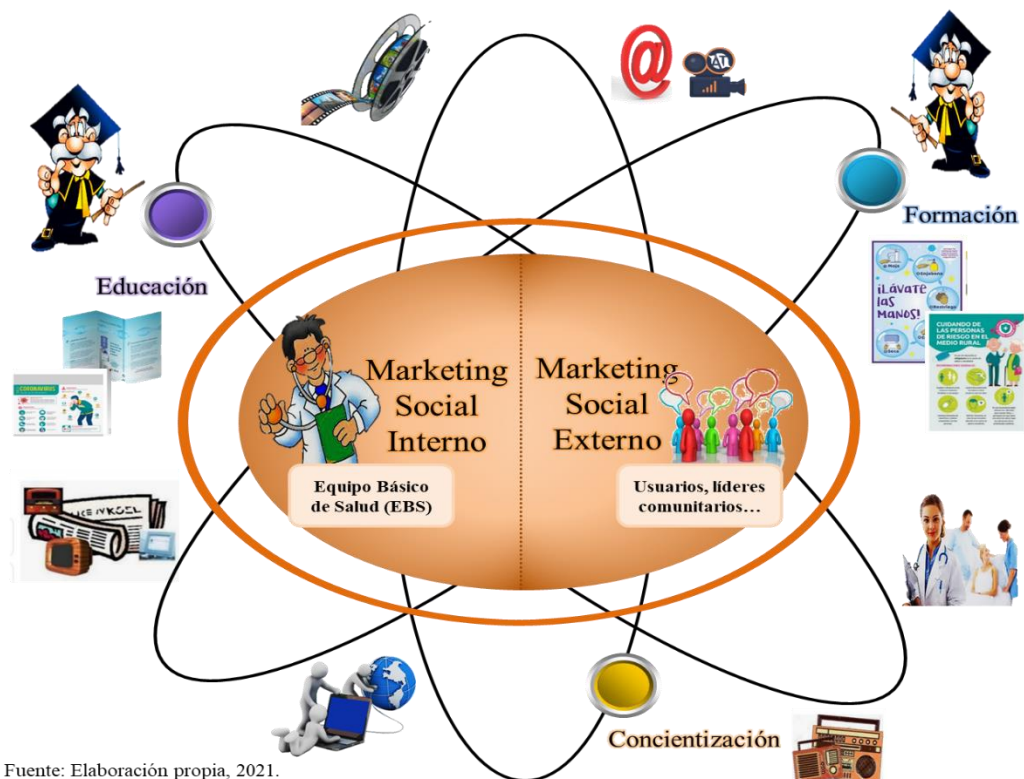 Formación
Educación
¡LÁVATE
LAS
MANOS!
CUIDANDO DE
LAS PERSONAS
DE RIESGO EN EL
MEDIO RURAL
CORONAVIRUS
Marketing
Social
Interno
Equipo Básico
de Salud (EBS)
Marketing
Social
Externo
Usuarios, líderes
comunitarios…
Concientización
Fuente: Elaboración propia, 2021.